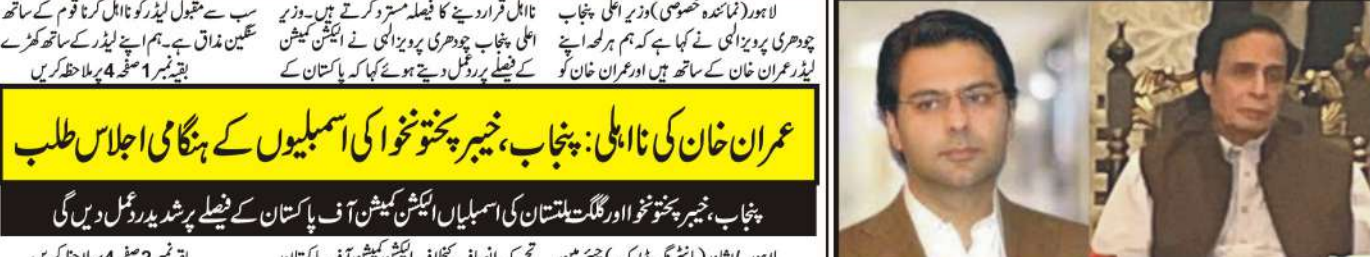 لاہور(نمائندہ خصوصی)وزیر اعلی پنجاب
چودھری پرویزالٰہی نے کہا ہے کہ ہم ہر لمحہ اپنے
لیڈر عمران خان کے ساتھ ہیں اور عمران خان کو
نااہل قرار دینے کا فیصلہ مسترد کرتے ہیں۔وزیر
اعلی پنجاب چودھری پرویزالٰہی نے الیکشن کمیشن
کے فیصلے پر ردعمل دیتے ہوئے کہا کہ پاکستان کے
سب سے مقبول لیڈر کو نااہل کرنا قوم کے ساتھ
سنگین مذاق ہے۔ہم اپنے لیڈر کے ساتھ کھڑے
بقیہ نمبر 1 صفحہ 4 پر ملاحظہ کریں
عمران خان کی نااہلی: پنجاب، خیبر پختونخوا کی اسمبلیوں کے ہنگامی اجلاس طلب
پنجاب، خیبر پختونخوا اور گلگت بلتستان کی اسمبلیاں الیکشن کمیشن آف پاکستان کے فیصلے پر شدید ردعمل دیں گی